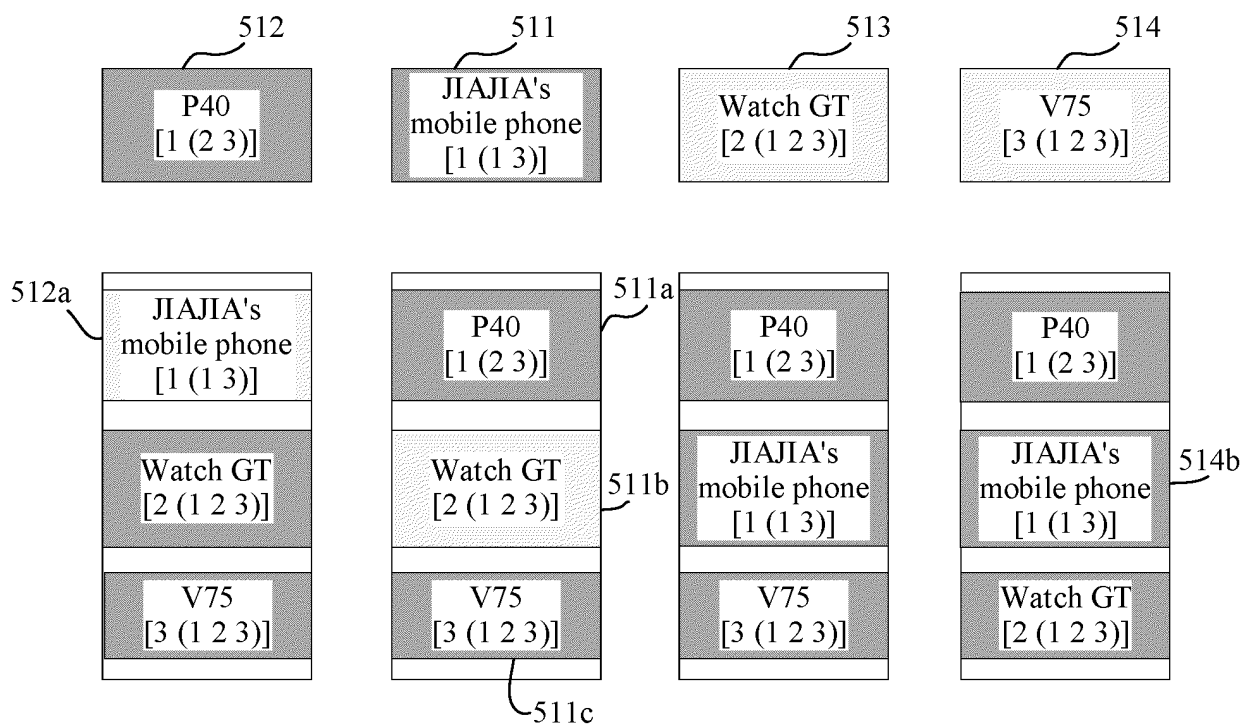 512
511
513
514
P40
[1 (2 3)]
JIAJIA's
mobile phone
[1 (1 3)]
Watch GT
[2 (1 2 3)]
V75
[3 (1 2 3)]
512a
JIAJIA's
mobile phone
[1 (1 3)]
Watch GT
[2 (1 2 3)]
V75
[3 (1 2 3)]
P40
[1 (2 3)]
511a
Watch GT
[2 (1 2 3)]
511b
V75
[3 (1 2 3)]
511c
P40
[1 (2 3)]
JIAJIA's
mobile phone
[1 (1 3)]
V75
[3 (1 2 3)]
P40
[1 (2 3)]
JIAJIA's
mobile phone
[1 (1 3)]
514b
Watch GT
[2 (1 2 3)]